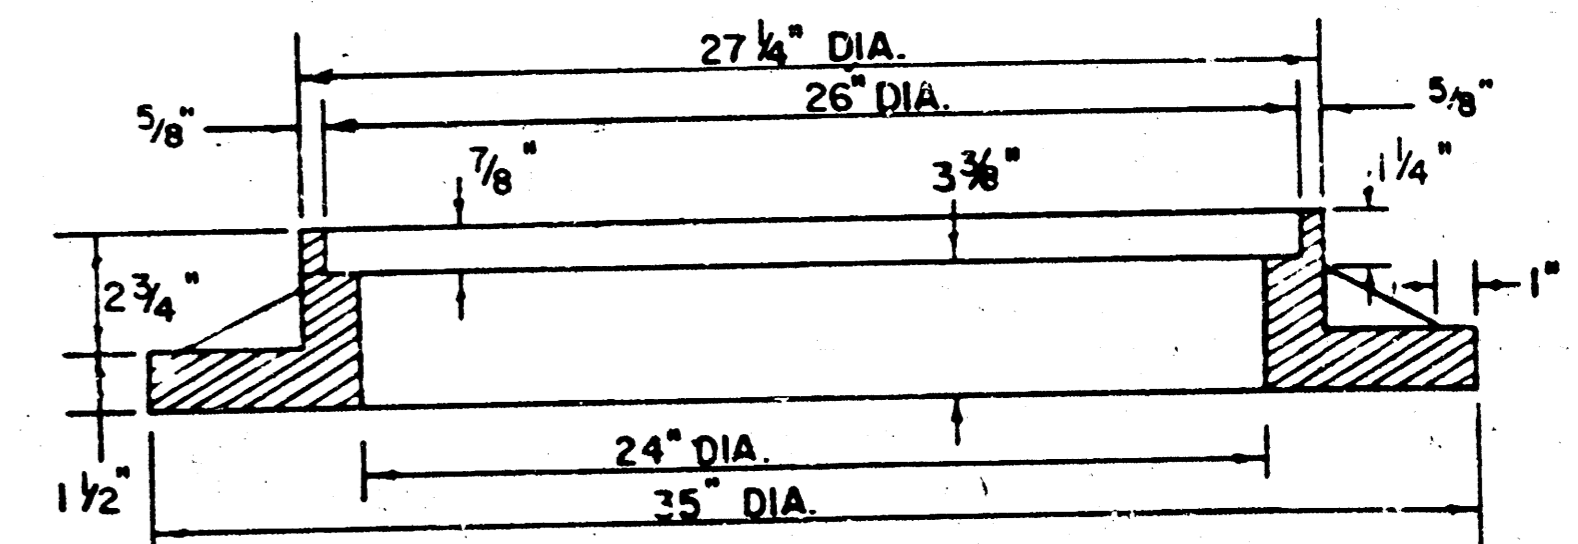 27 1/4" DIA.
26" DIA.
5/8"
5/8"
7/8"
3 3/8"
1 1/4"
2 3/4"
1"
24" DIA.
1 1/2"
35" DIA.